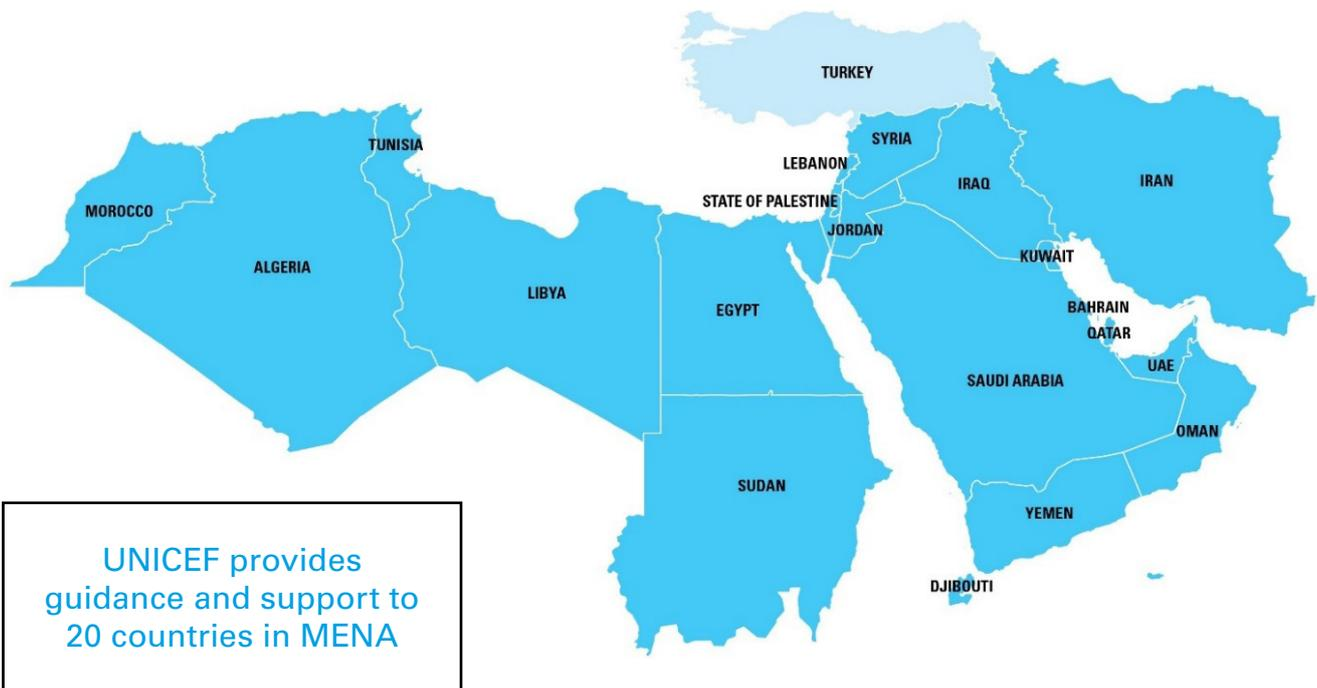 TURKEY
TUNISIA
SYRIA
LEBANON
IRAQ
IRAN
STATE OF PALESTINE
MOROCCO
JORDAN
KUWAIT
ALGERIA
LIBYA
EGYPT
BAHRAIN
QATAR
UAE
SAUDI ARABIA
OMAN
SUDAN
YEMEN
DJIBOUTI
UNICEF provides
guidance and support to
20 countries in MENA